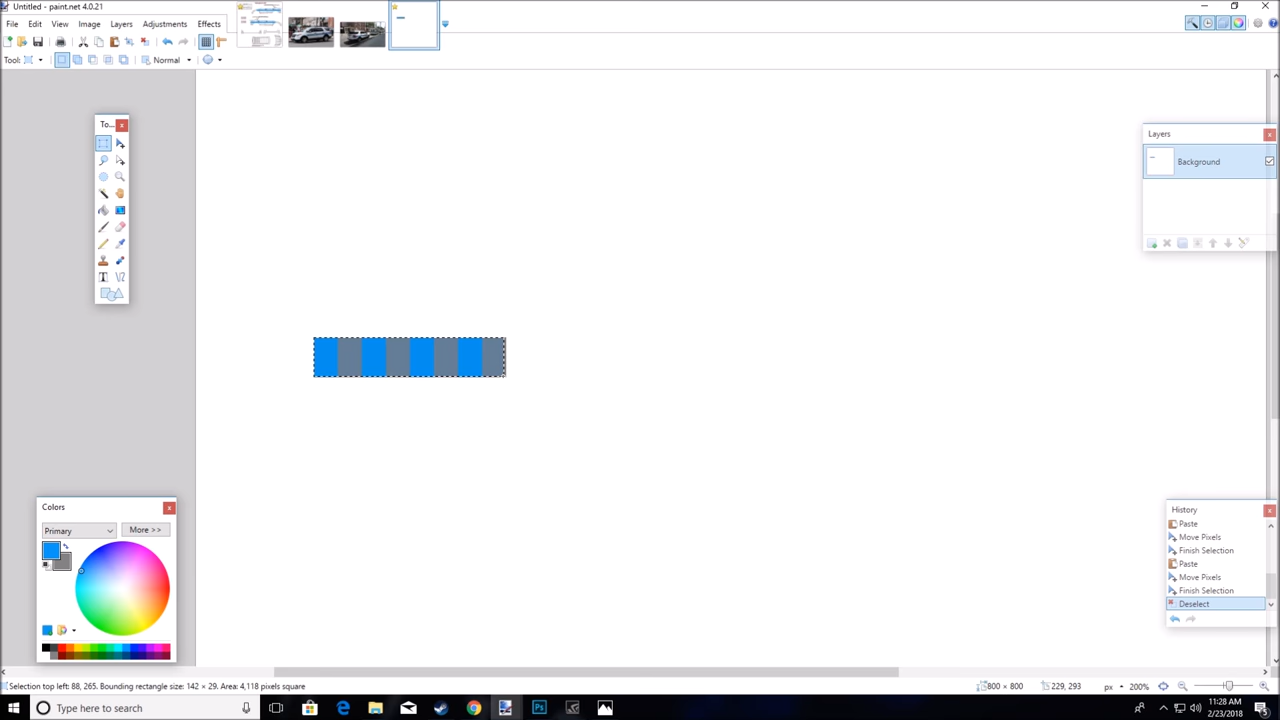 Untitled - paint.net 4.0.21
File Edit View Image Layers Adjustments Effects
Tool: Normal
To...
Layers
Background
Colors
Primary
More >>
History
Paste
Move Pixels
Finish Selection
Paste
Move Pixels
Finish Selection
Deselect
Selection top left: 88, 265. Bounding rectangle size: 142 × 29. Area: 4,118 pixels square
800 × 800
229, 293
px
200%
Type here to search
11:28 AM
2/23/2018